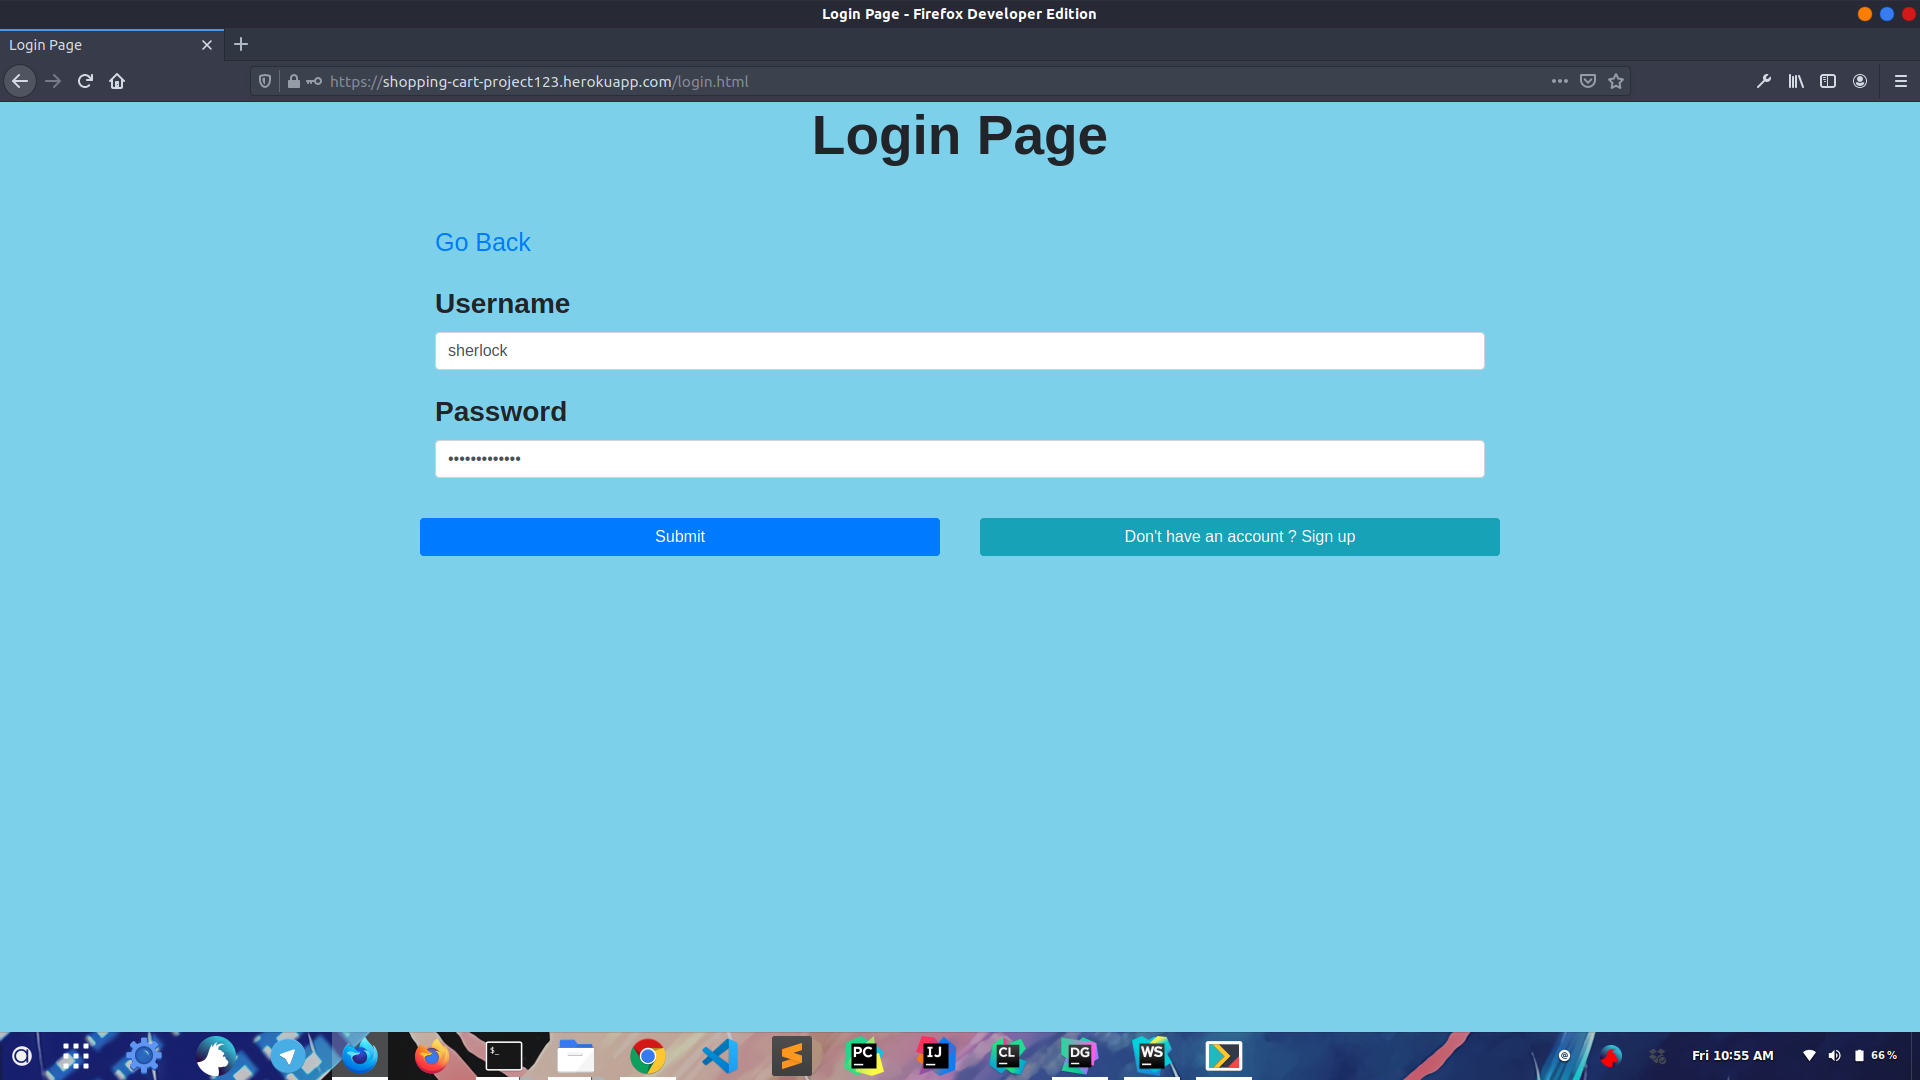 Login Page - Firefox Developer Edition
Login Page
https://shopping-cart-project123.herokuapp.com/login.html
Login Page
Go Back
Username
sherlock
Password
•••••••••••••
Submit
Don't have an account ? Sign up
$_
PC
IJ
CL
DG
WS
Fri 10:55 AM
66 %